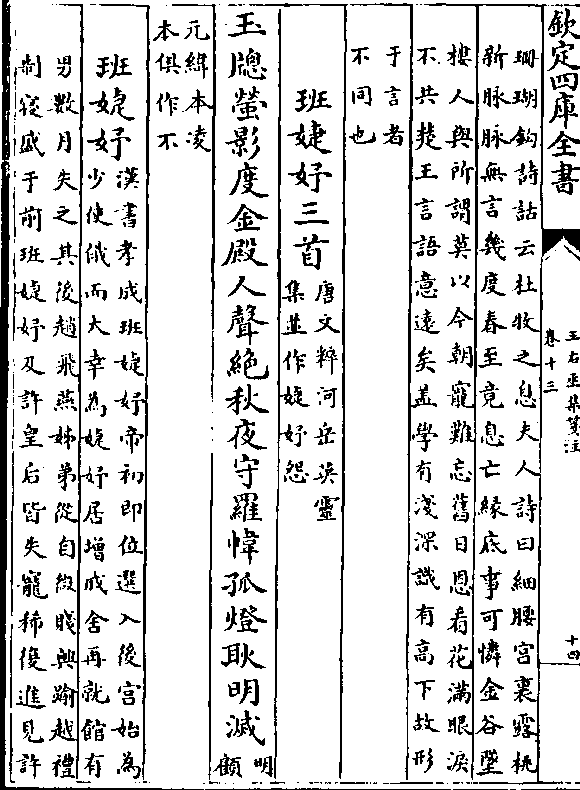 欽定四庫全書
王右丞集箋注
卷十三
十四
珊瑚鈎詩話云杜牧之息夫人詩曰細腰宮裏露桃
新脉脉無言幾度春至竟息亡縁底事可憐金谷墜
樓人與所謂莫以今朝寵難忘舊日恩看花滿眼淚
不共楚王言語意逺矣盖學有淺深識有高下故形
于言者
不同也
班婕妤三首
唐文粹河岳英靈
集並作婕妤怨
玉牕螢影度金殿人聲絶秋夜守羅幃孤燈耿明滅
明
顧
元緯本凌
本俱作不
班婕妤
漢書孝成班婕妤帝初即位選入後宮始為
少使俄而大幸為婕妤居増成舍再就館有
男數月失之其後趙飛燕姊弟從自微賤興踰越禮
制寖盛于前班婕妤及許皇后皆失寵稀復進見許